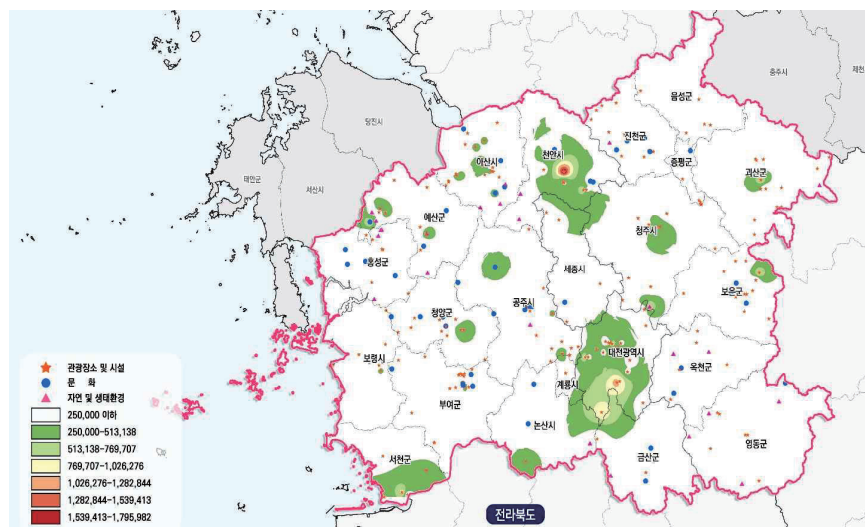 충주시
제천
음성군
당진시
진천군
증평군
아산시
천안시
괴산군
태안군
서산시
예산군
청주시
홍성군
세종시
보은군
청양군
공주시
보령시
대전광역시
옥천군
계룡시
부여군
논산시
영동군
금산군
서천군
전라북도
관광장소 및 시설
문 화
자연 및 생태환경
250,000 이하
250,000-513,138
513,138-769,707
769,707-1,026,276
1,026,276-1,282,844
1,282,844-1,539,413
1,539,413-1,795,982